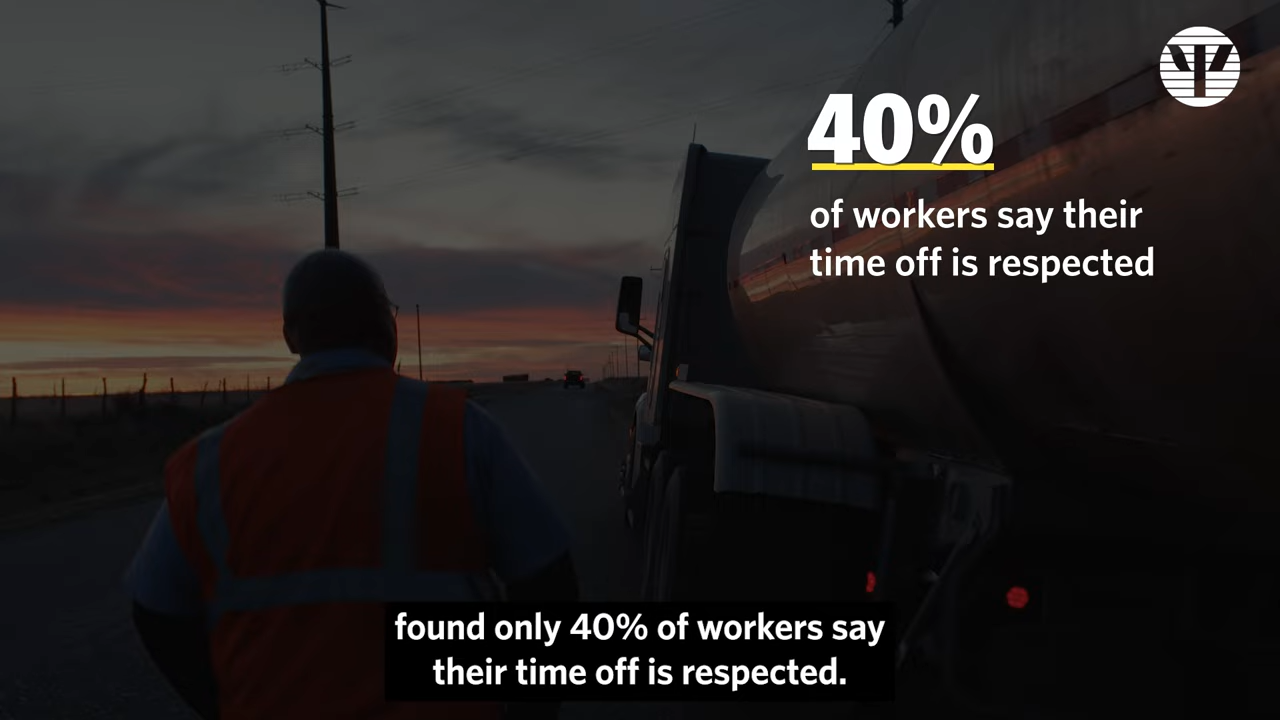 40%
of workers say their
time off is respected
found only 40% of workers say
their time off is respected.